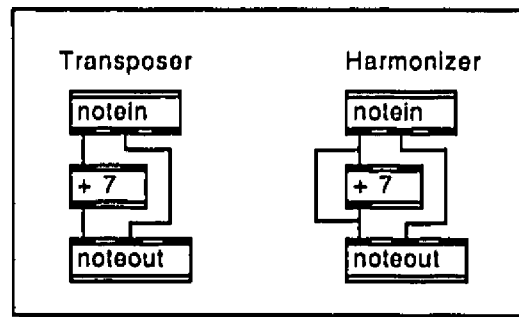 Transposer
notein
+ 7
noteout
Harmonizer
notein
+ 7
noteout